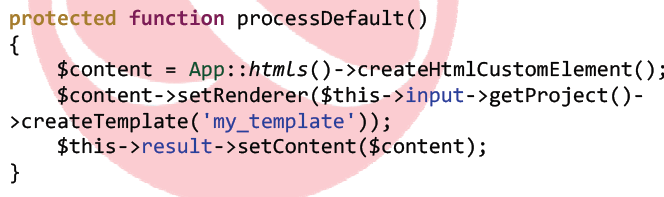 protected function processDefault()
{
    $content = App::htmls()->createHtmlCustomElement();
    $content->setRenderer($this->input->getProject()-
>createTemplate('my_template'));
    $this->result->setContent($content);
}